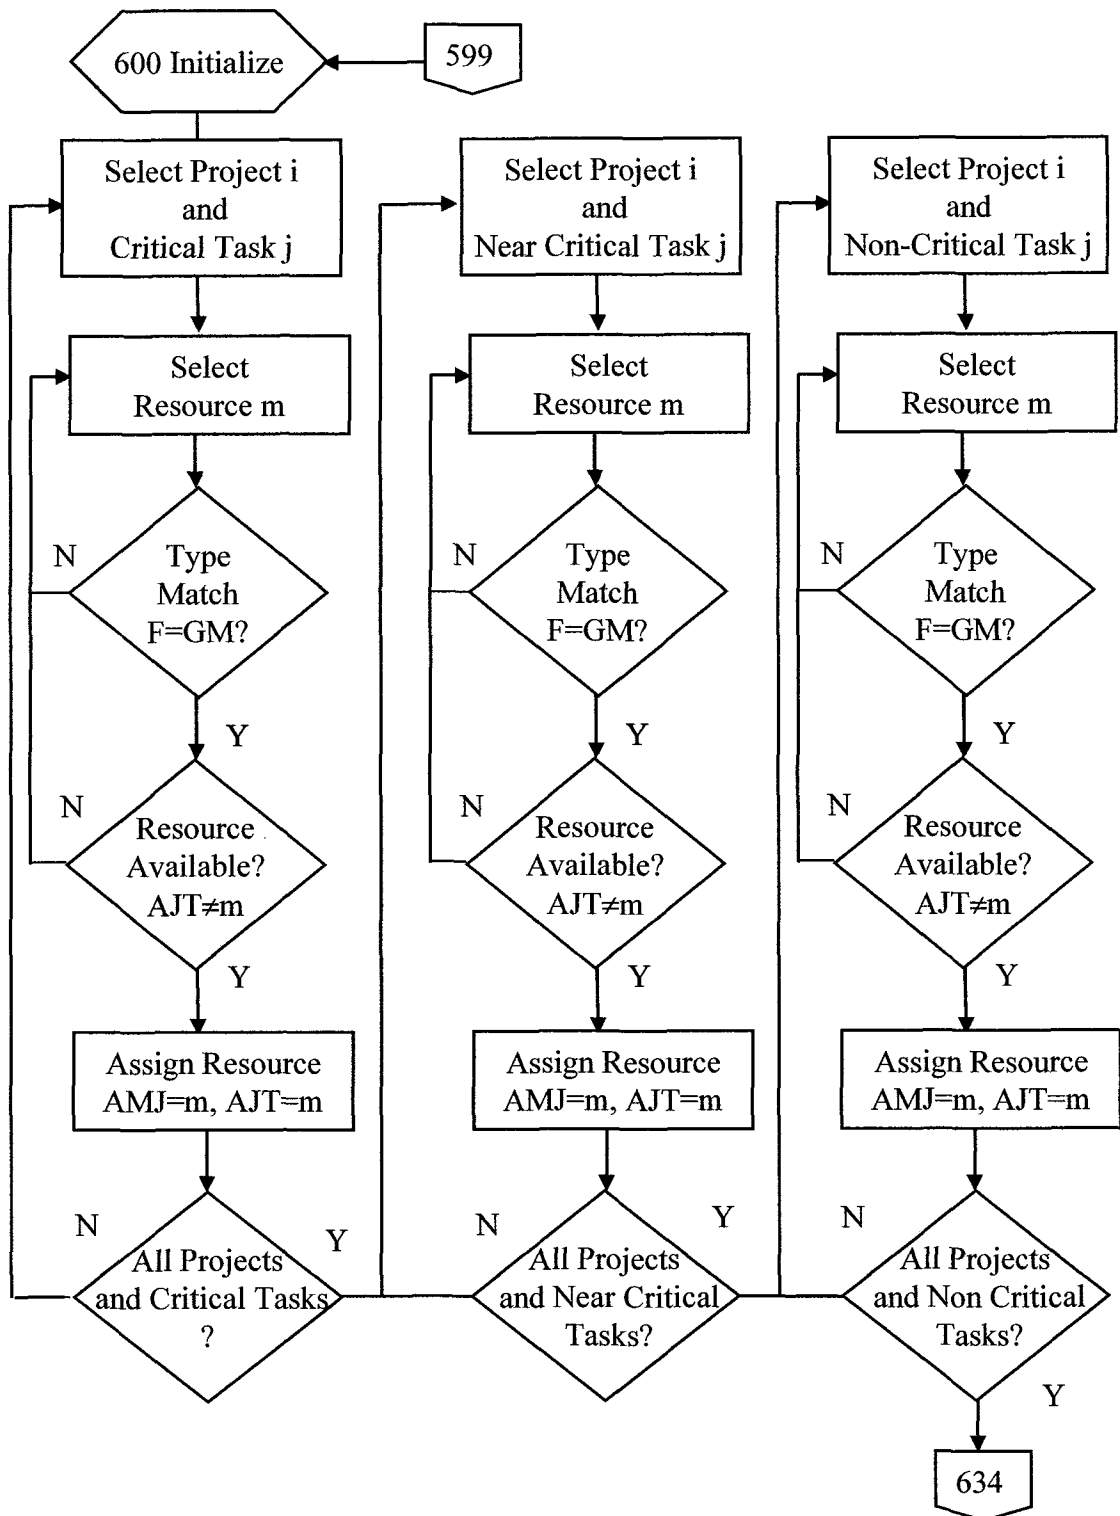 600 Initialize
599
Select Project i
and
Critical Task j
Select
Resource m
N
Type
Match
F=GM?
Y
N
Resource
Available?
AJT≠m
Y
Assign Resource
AMJ=m, AJT=m
N
Y
All Projects
and Critical Tasks
?
Select Project i
and
Near Critical Task j
Select
Resource m
N
Type
Match
F=GM?
Y
N
Resource
Available?
AJT≠m
Y
Assign Resource
AMJ=m, AJT=m
N
Y
All Projects
and Near Critical
Tasks?
Select Project i
and
Non-Critical Task j
Select
Resource m
N
Type
Match
F=GM?
Y
N
Resource
Available?
AJT≠m
Y
Assign Resource
AMJ=m, AJT=m
N
All Projects
and Non Critical
Tasks?
Y
634